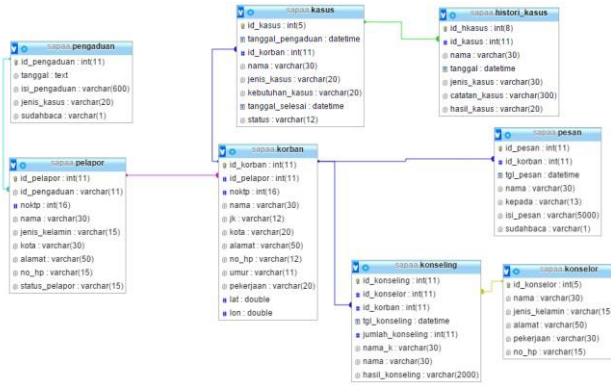 sapaa pengaduan
id_pengaduan : int(11)
tanggal : text
isi_pengaduan : varchar(600)
jenis_kasus : varchar(20)
sudahbaca : varchar(1)
sapaa pelapor
id_pelapor : int(11)
id_pengaduan : varchar(11)
noktp : int(16)
nama : varchar(30)
jenis_kelamin : varchar(15)
kota : varchar(30)
alamat : varchar(50)
no_hp : varchar(15)
status_pelapor : varchar(15)
sapaa kasus
id_kasus : int(5)
tanggal_pengaduan : datetime
id_korban : int(11)
nama : varchar(30)
jenis_kasus : varchar(20)
kebutuhan_kasus : varchar(20)
tanggal_selesai : datetime
status : varchar(12)
sapaa korban
id_korban : int(11)
id_pelapor : int(11)
noktp : int(16)
nama : varchar(30)
jk : varchar(12)
kota : varchar(20)
alamat : varchar(50)
no_hp : varchar(12)
umur : varchar(11)
pekerjaan : varchar(20)
lat : double
lon : double
sapaa histori_kasus
id_hkasus : int(8)
id_kasus : int(11)
nama : varchar(30)
tanggal : datetime
jenis_kasus : varchar(30)
catatan_kasus : varchar(300)
hasil_kasus : varchar(20)
sapaa pesan
id_pesan : int(11)
id_korban : int(11)
tgl_pesan : datetime
nama : varchar(30)
kepada : varchar(13)
isi_pesan : varchar(5000)
sudahbaca : varchar(1)
sapaa konseling
id_konseling : int(11)
id_konselor : int(11)
id_korban : int(11)
tgl_konseling : datetime
jumlah_konseling : int(11)
nama_k : varchar(30)
nama : varchar(30)
hasil_konseling : varchar(2000)
sapaa konselor
id_konselor : int(5)
nama : varchar(30)
jenis_kelamin : varchar(15
alamat : varchar(50)
pekerjaan : varchar(30)
no_hp : varchar(15)